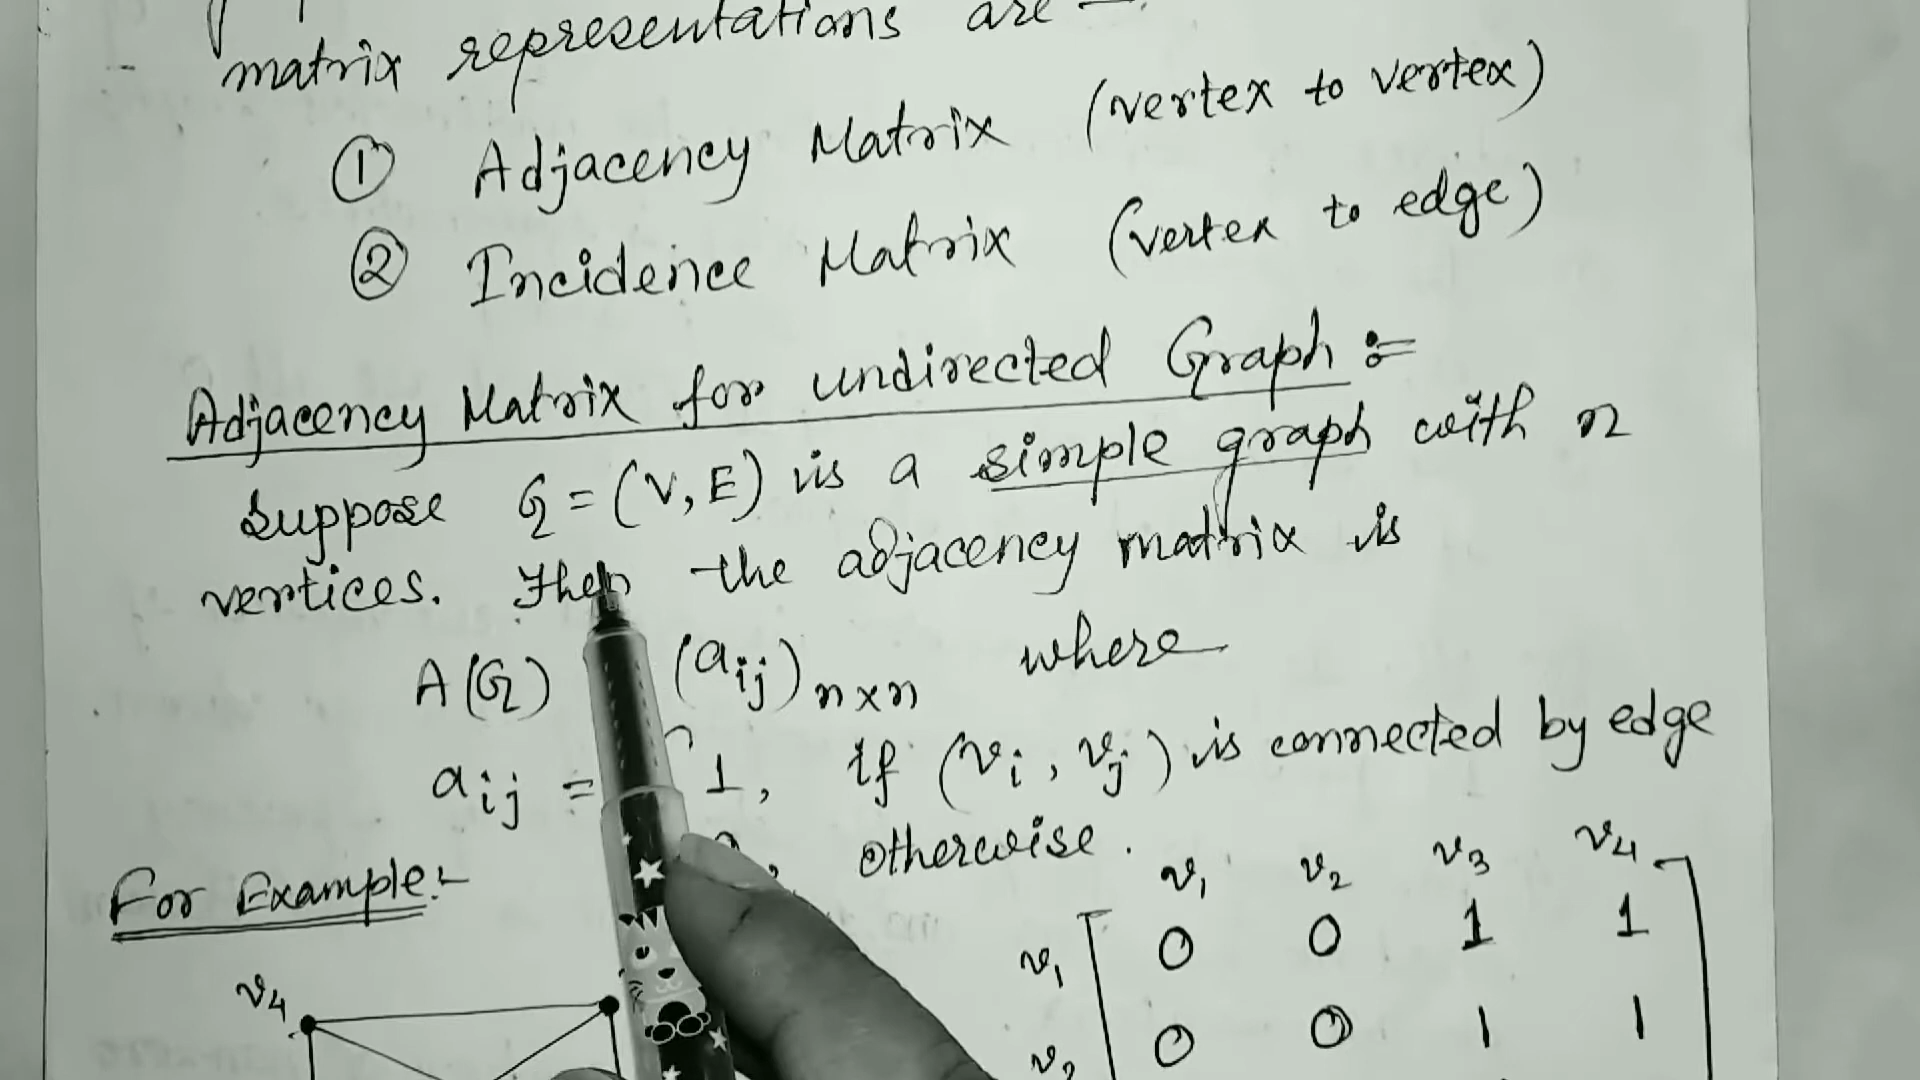 matrix representations are —
① Adjacency Matrix (vertex to vertex)
② Incidence Matrix (vertex to edge)
Adjacency Matrix for undirected Graph :=
Suppose G = (V, E) is a simple graph with n
vertices. Then the adjacency matrix is
A(G) (aij) n×n where
aij = 1, if (vi, vj) is connected by edge
, otherwise.
For Example:-
v1 v2 v3 v4
v1 0 0 1 1
v2 0 0 1 1
v4